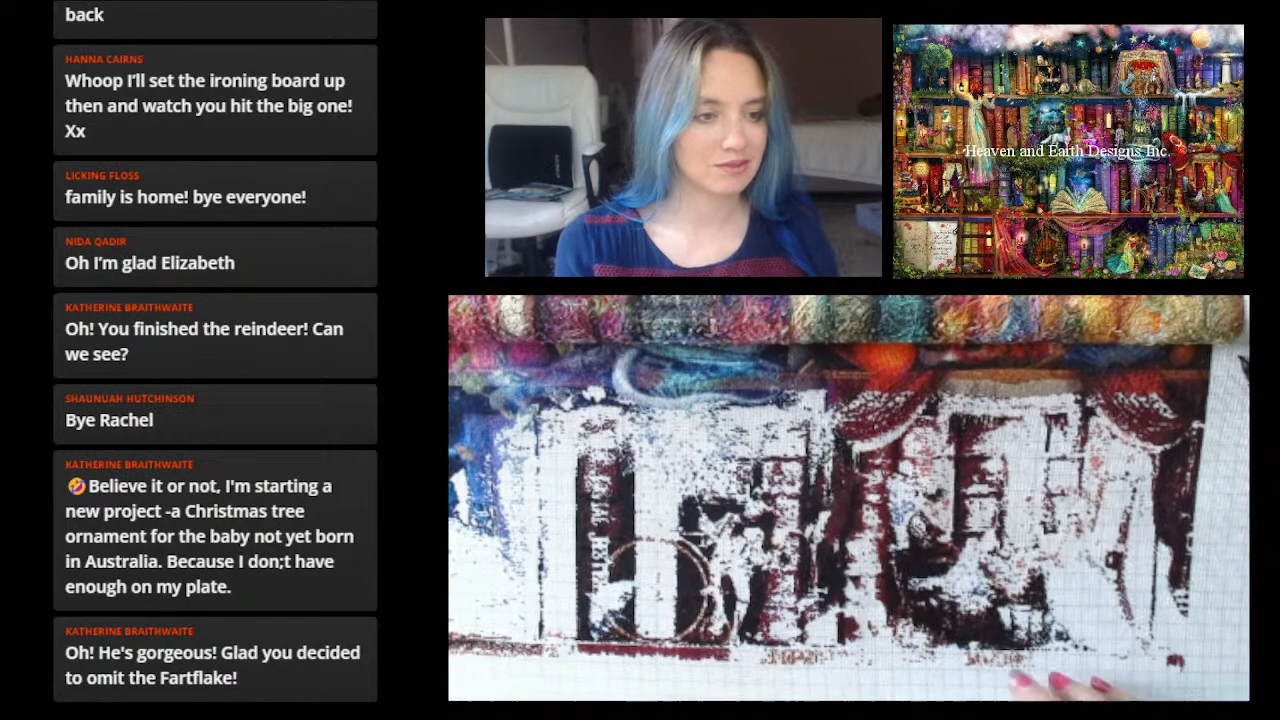 back
HANNA CAIRNS
Whoop I'll set the ironing board up
then and watch you hit the big one!
Xx
LICKING FLOSS
family is home! bye everyone!
NIDA QADIR
Oh I'm glad Elizabeth
KATHERINE BRAITHWAITE
Oh! You finished the reindeer! Can
we see?
SHAUNUAH HUTCHINSON
Bye Rachel
KATHERINE BRAITHWAITE
🤣Believe it or not, I'm starting a
new project -a Christmas tree
ornament for the baby not yet born
in Australia. Because I don;t have
enough on my plate.
KATHERINE BRAITHWAITE
Oh! He's gorgeous! Glad you decided
to omit the Fartflake!
Heaven and Earth Designs Inc